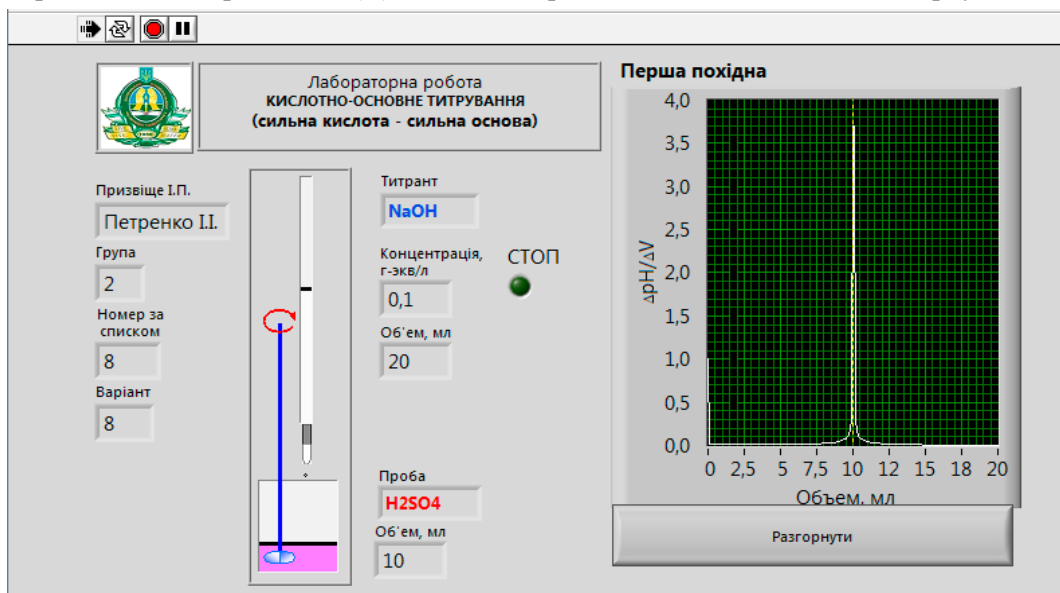 Лабораторна робота
КИСЛОТНО-ОСНОВНЕ ТИТРУВАННЯ
(сильна кислота - сильна основа)
Призвіще І.П.
Петренко І.І.
Група
2
Номер за
списком
8
Варіант
8
Титрант
NaOH
Концентрація,
г-экв/л
0,1
Об'ем, мл
20
СТОП
Проба
H2SO4
Об'ем, мл
10
Перша похідна
ΔpH/ΔV
4,0
3,5
3,0
2,5
2,0
1,5
1,0
0,5
0,0
0 2,5 5 7,5 10 12 15 18 20
Объем, мл
Разгорнути